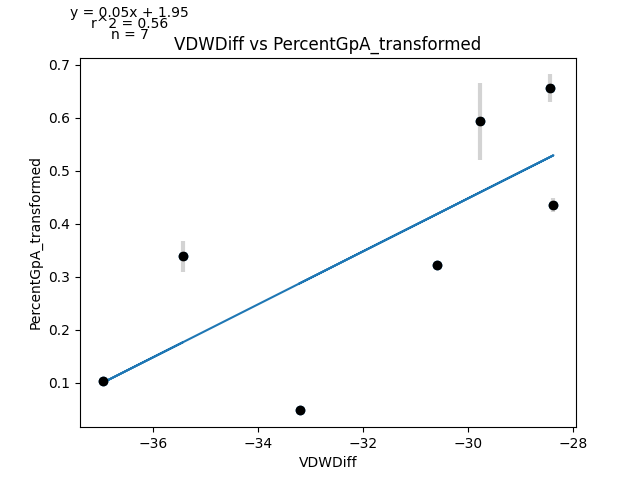 y = 0.05x + 1.95
r^2 = 0.56
n = 7
VDWDiff vs PercentGpA_transformed
PercentGpA_transformed
0.7
0.6
0.5
0.4
0.3
0.2
0.1
−36
−34
−32
−30
−28
VDWDiff